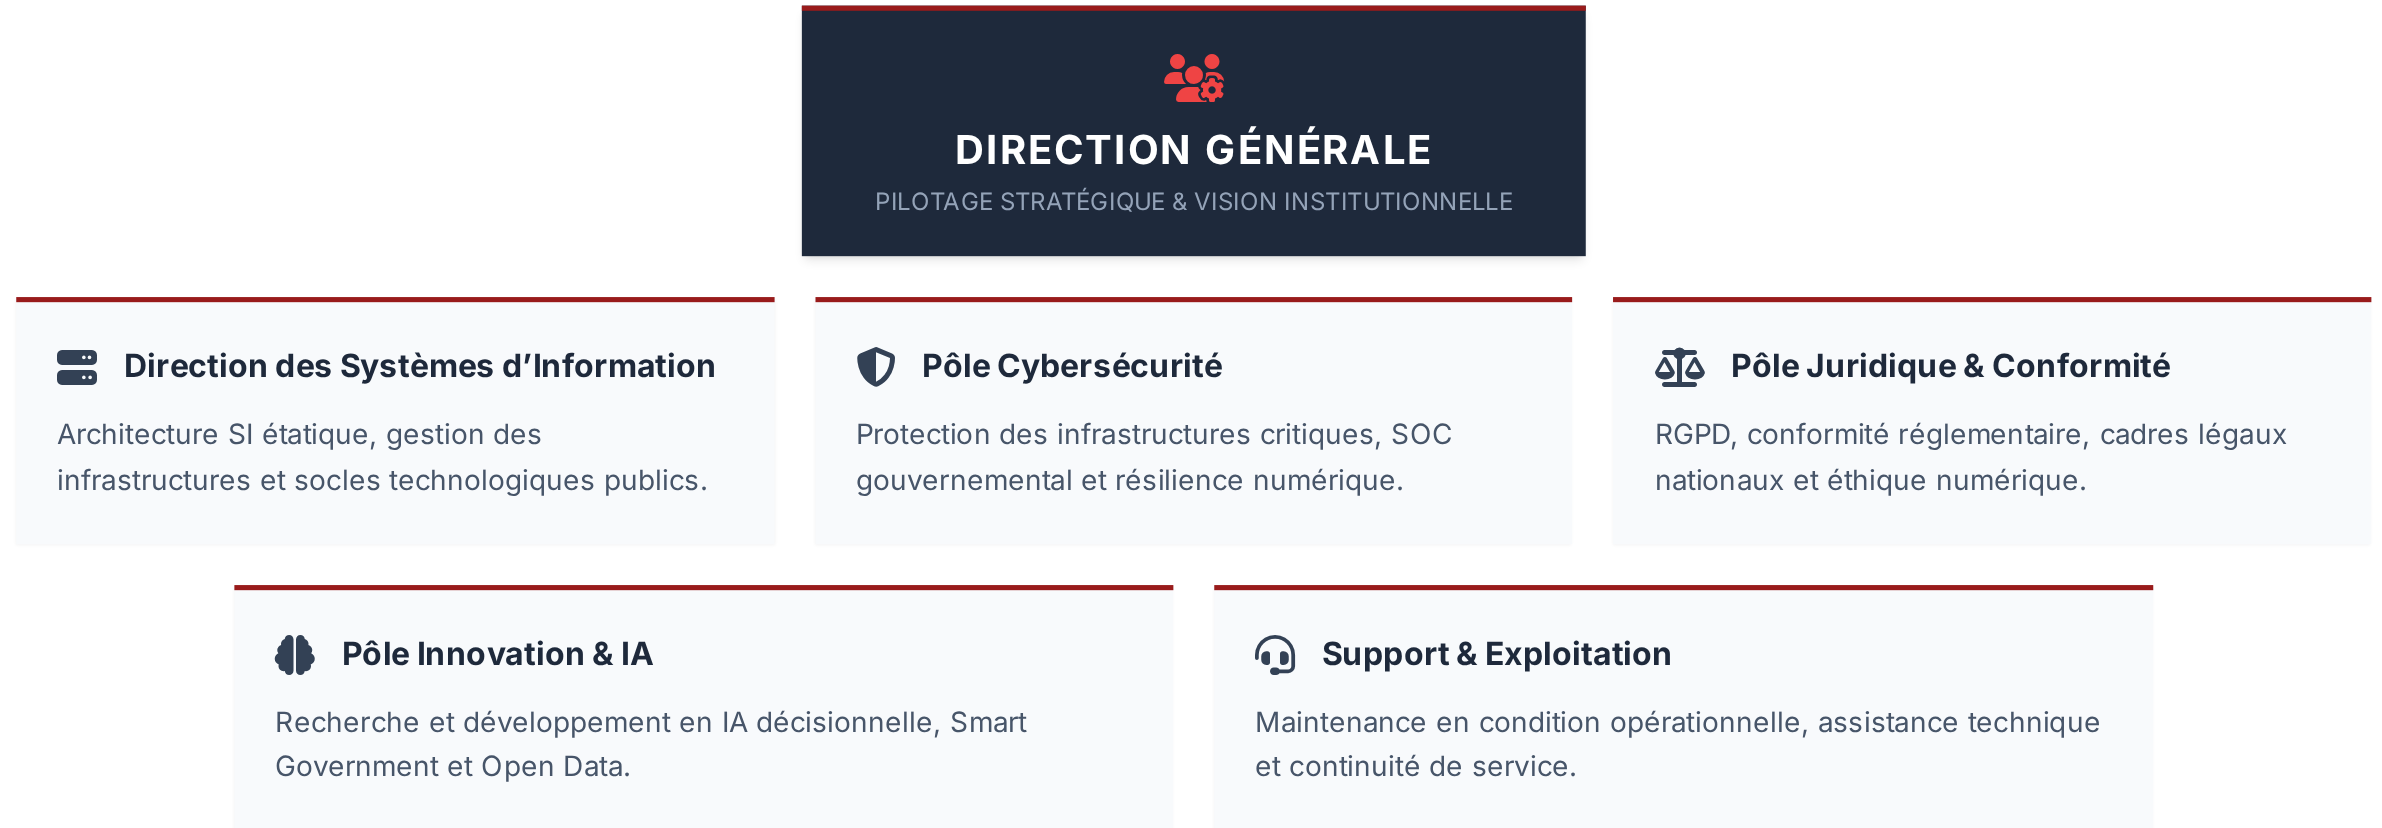 DIRECTION GÉNÉRALE
PILOTAGE STRATÉGIQUE & VISION INSTITUTIONNELLE
Direction des Systèmes d’Information
Architecture SI étatique, gestion des
infrastructures et socles technologiques publics.
Pôle Cybersécurité
Protection des infrastructures critiques, SOC
gouvernemental et résilience numérique.
Pôle Juridique & Conformité
RGPD, conformité réglementaire, cadres légaux
nationaux et éthique numérique.
Pôle Innovation & IA
Recherche et développement en IA décisionnelle, Smart
Government et Open Data.
Support & Exploitation
Maintenance en condition opérationnelle, assistance technique
et continuité de service.